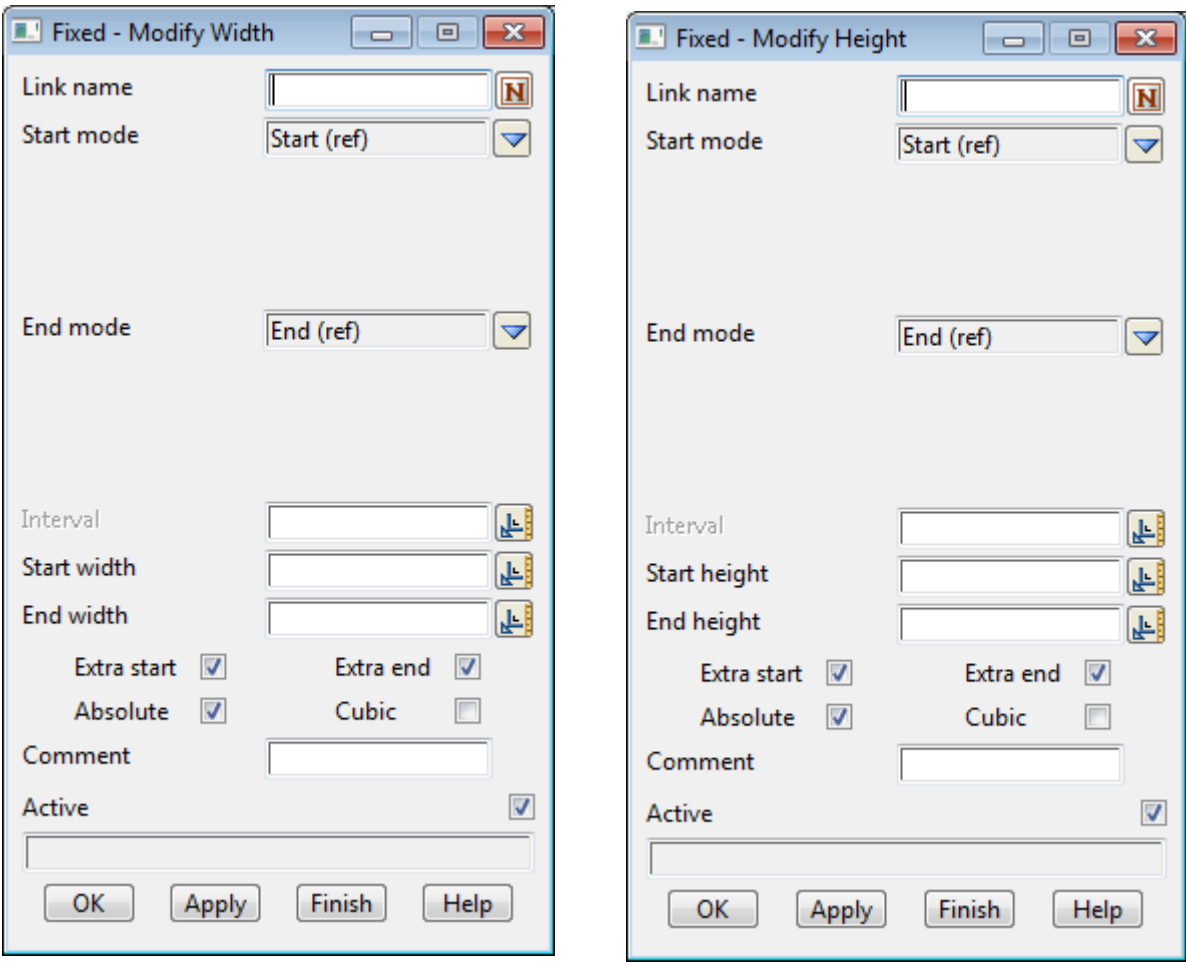 Fixed - Modify Width
Link name
N
Start mode
Start (ref)
End mode
End (ref)
Interval
Start width
End width
Extra start
Extra end
Absolute
Cubic
Comment
Active
OK
Apply
Finish
Help
Fixed - Modify Height
Link name
N
Start mode
Start (ref)
End mode
End (ref)
Interval
Start height
End height
Extra start
Extra end
Absolute
Cubic
Comment
Active
OK
Apply
Finish
Help